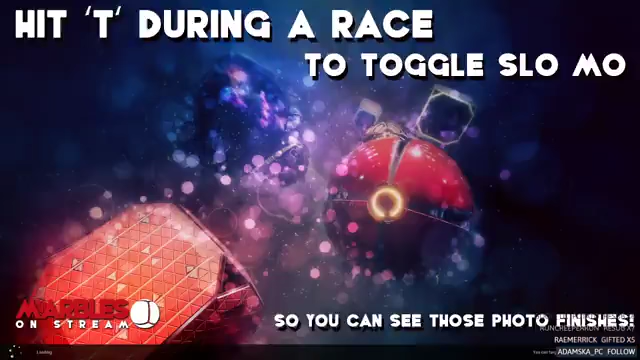 HIT 'T' DURING A RACE
TO TOGGLE SLO MO
MARBLES
ON STREAM
SO YOU CAN SEE THOSE PHOTO FINISHES!
RAEMERRICK GIFTED X5
Loading
ADAMSKA_PC FOLLOW